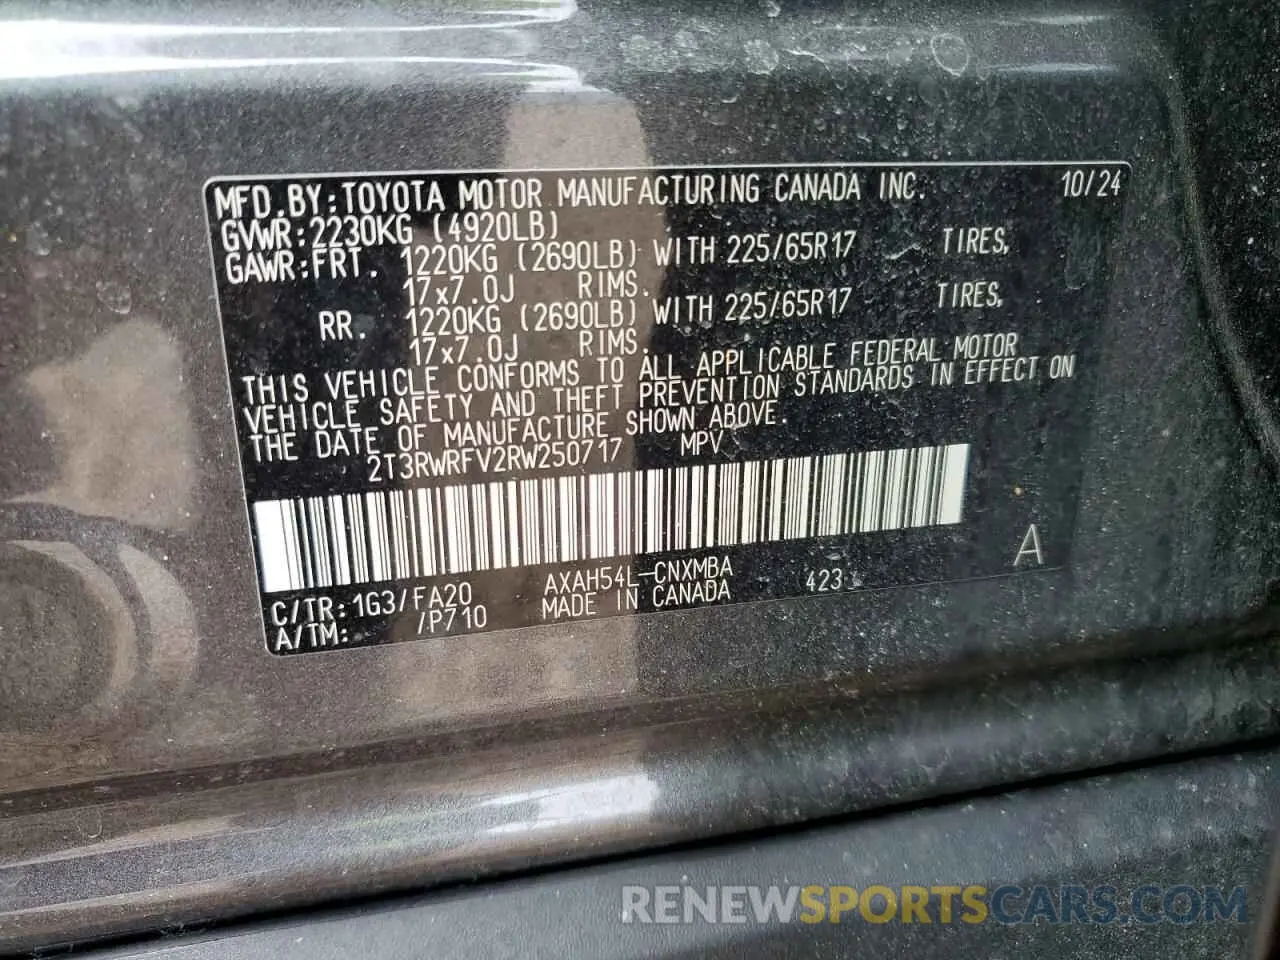 MFD.BY:TOYOTA MOTOR MANUFACTURING CANADA INC. 10/24
GVWR:2230KG (4920LB)
GAWR:FRT. 1220KG (2690LB) WITH 225/65R17 TIRES,
17x7.0J RIMS.
RR. 1220KG (2690LB) WITH 225/65R17 TIRES,
17x7.0J RIMS.
THIS VEHICLE CONFORMS TO ALL APPLICABLE FEDERAL MOTOR
VEHICLE SAFETY AND THEFT PREVENTION STANDARDS IN EFFECT ON
THE DATE OF MANUFACTURE SHOWN ABOVE.
2T3RWRFV2RW250717 MPV
C/TR:1G3/FA20 AXAH54L-CNXMBA 423 A
A/TM: /P710 MADE IN CANADA
RENEWSPORTSCARS.COM